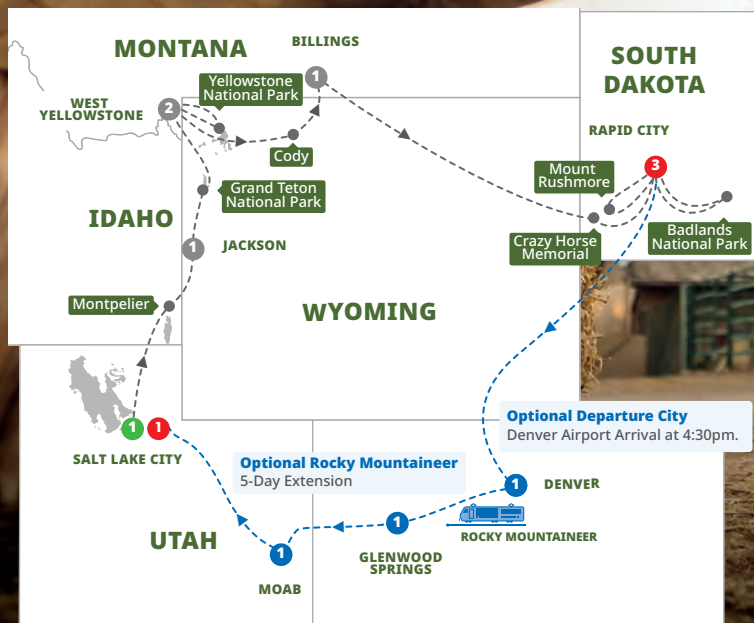 MONTANA
BILLINGS
1
SOUTH
DAKOTA
Yellowstone
National Park
WEST
YELLOWSTONE
2
Cody
RAPID CITY
3
Mount
Rushmore
Grand Teton
National Park
IDAHO
Crazy Horse
Memorial
Badlands
National Park
1
JACKSON
Montpelier
WYOMING
Optional Departure City
Denver Airport Arrival at 4:30pm.
1
1
SALT LAKE CITY
Optional Rocky Mountaineer
5-Day Extension
1
DENVER
ROCKY MOUNTAINEER
1
GLENWOOD
SPRINGS
UTAH
1
MOAB